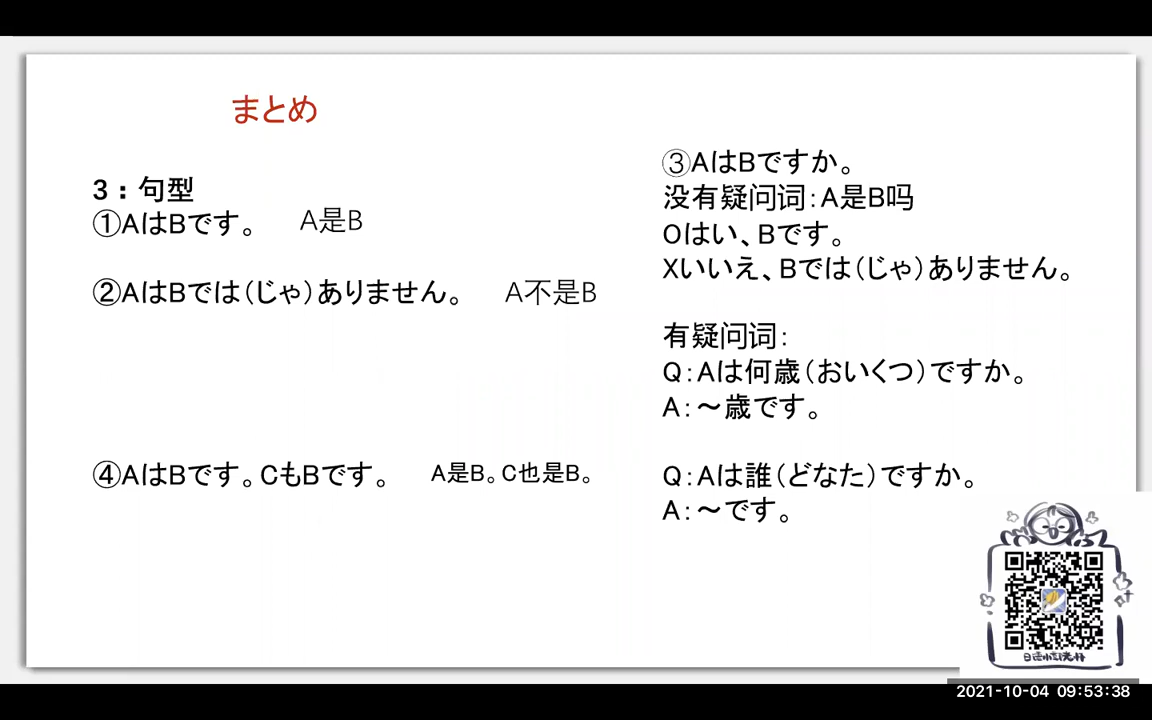 まとめ
3：句型
①AはBです。 A是B
②AはBでは（じゃ）ありません。 A不是B
④AはBです。CもBです。 A是B。C也是B。
③AはBですか。
没有疑问词：A是B吗
Oはい、Bです。
Xいいえ、Bでは（じゃ）ありません。
有疑问词：
Q：Aは何歳（おいくつ）ですか。
A：～歳です。
Q：Aは誰（どなた）ですか。
A：～です。
2021-10-04 09:53:38